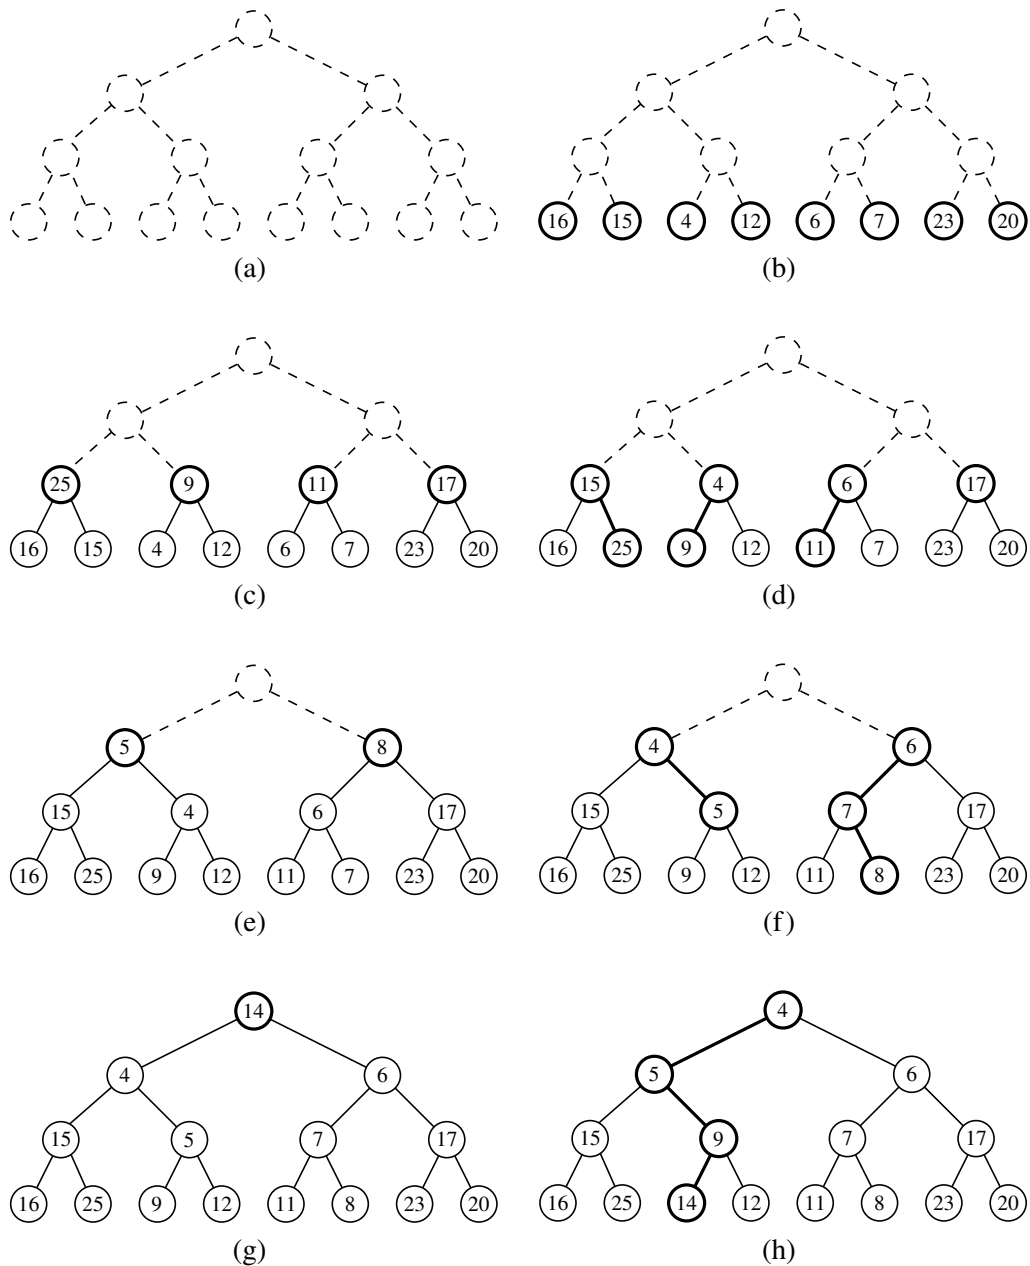 16 15 4 12 6 7 23 20
(a) (b)
25 9 11 17 15 4 6 17
16 15 4 12 6 7 23 20 16 25 9 12 11 7 23 20
(c) (d)
5 8 4 6
15 4 6 17 15 5 7 17
16 25 9 12 11 7 23 20 16 25 9 12 11 8 23 20
(e) (f)
14 4
4 6 5 6
15 5 7 17 15 9 7 17
16 25 9 12 11 8 23 20 16 25 14 12 11 8 23 20
(g) (h)